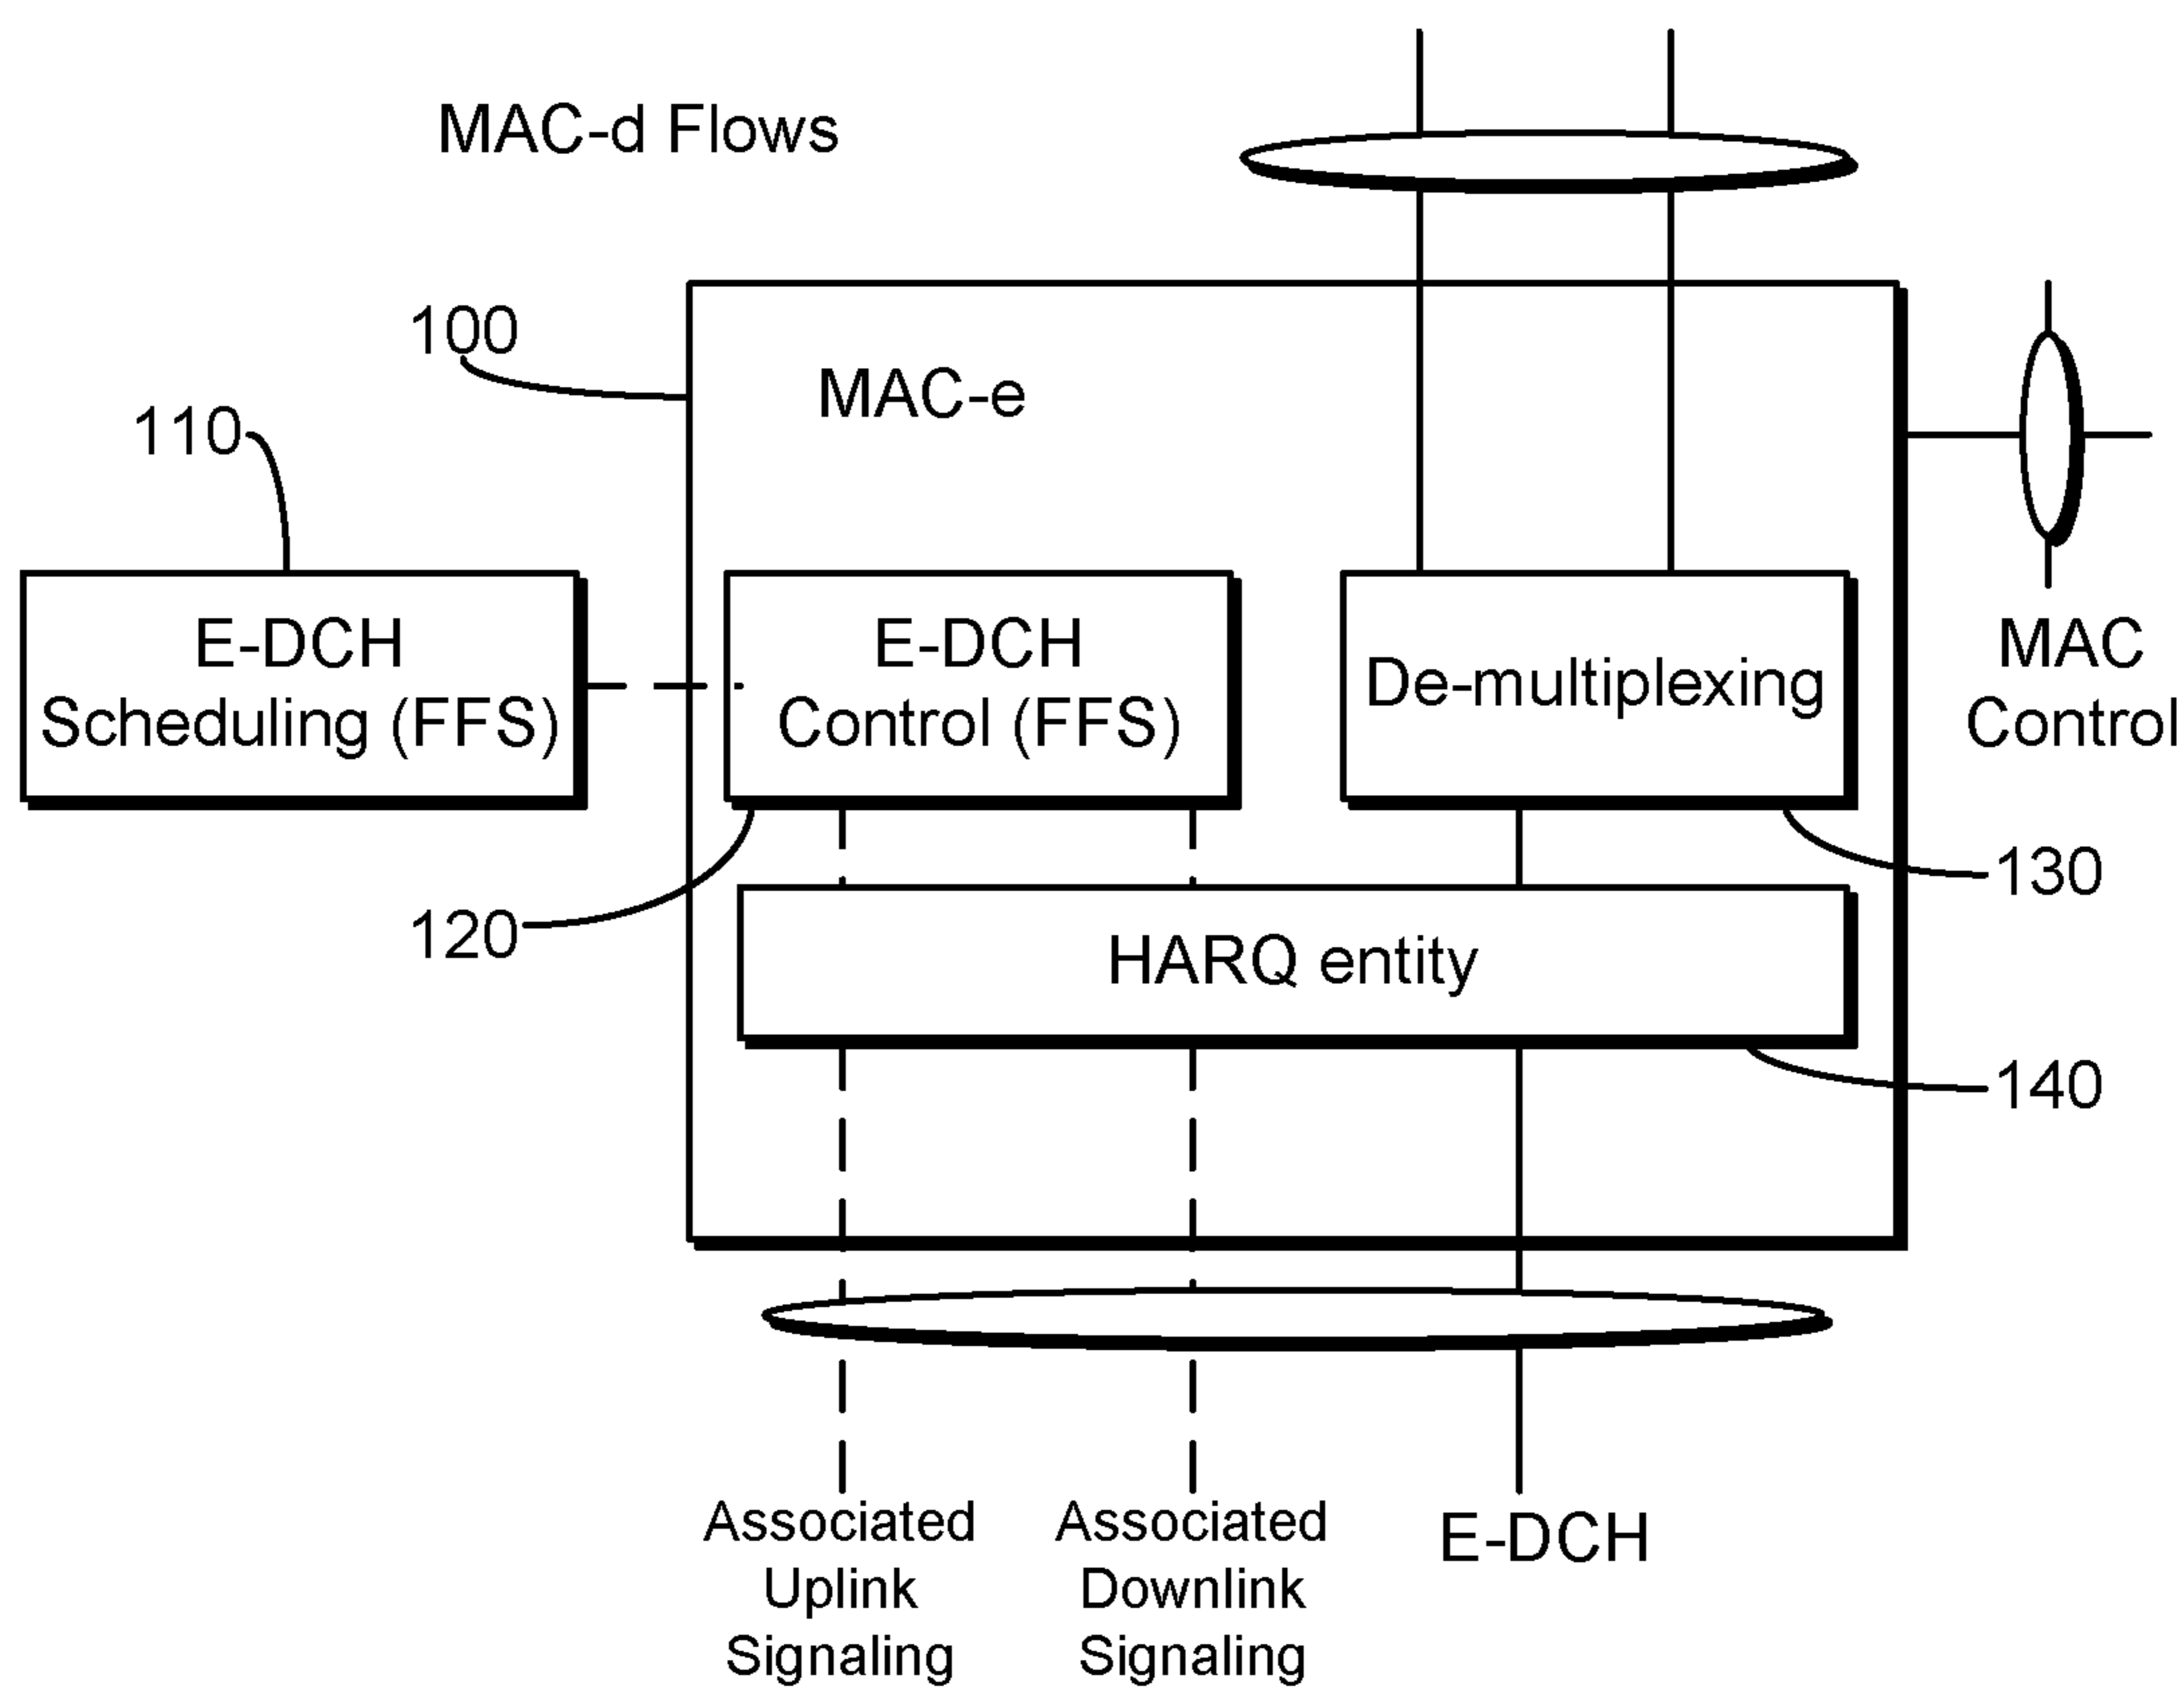 MAC-d Flows
100
MAC-e
110
E-DCH
Scheduling (FFS)
E-DCH
Control (FFS)
De-multiplexing
MAC
Control
120
130
HARQ entity
140
Associated
Uplink
Signaling
Associated
Downlink
Signaling
E-DCH